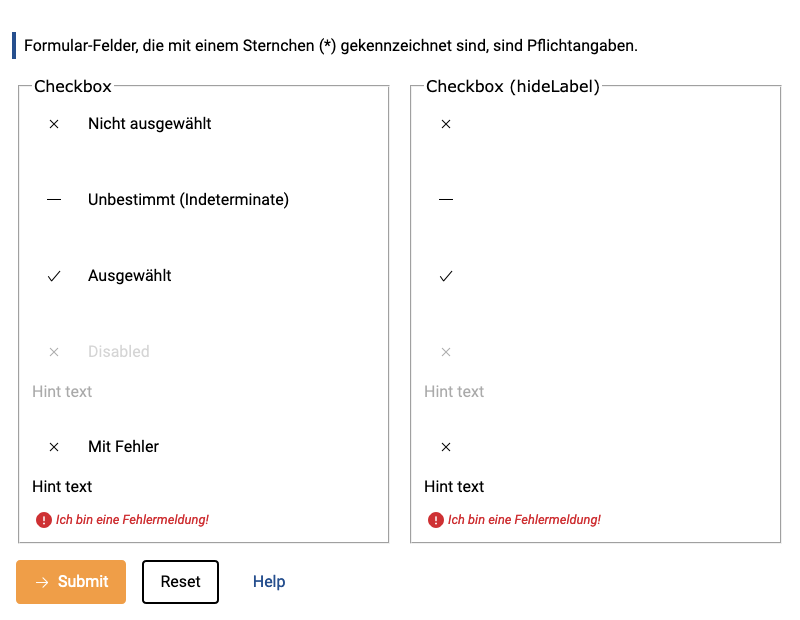 Formular-Felder, die mit einem Sternchen (*) gekennzeichnet sind, sind Pflichtangaben.
Checkbox
Nicht ausgewählt
Unbestimmt (Indeterminate)
Ausgewählt
Disabled
Hint text
Mit Fehler
Hint text
Ich bin eine Fehlermeldung!
Checkbox (hideLabel)
Hint text
Hint text
Ich bin eine Fehlermeldung!
Submit
Reset
Help